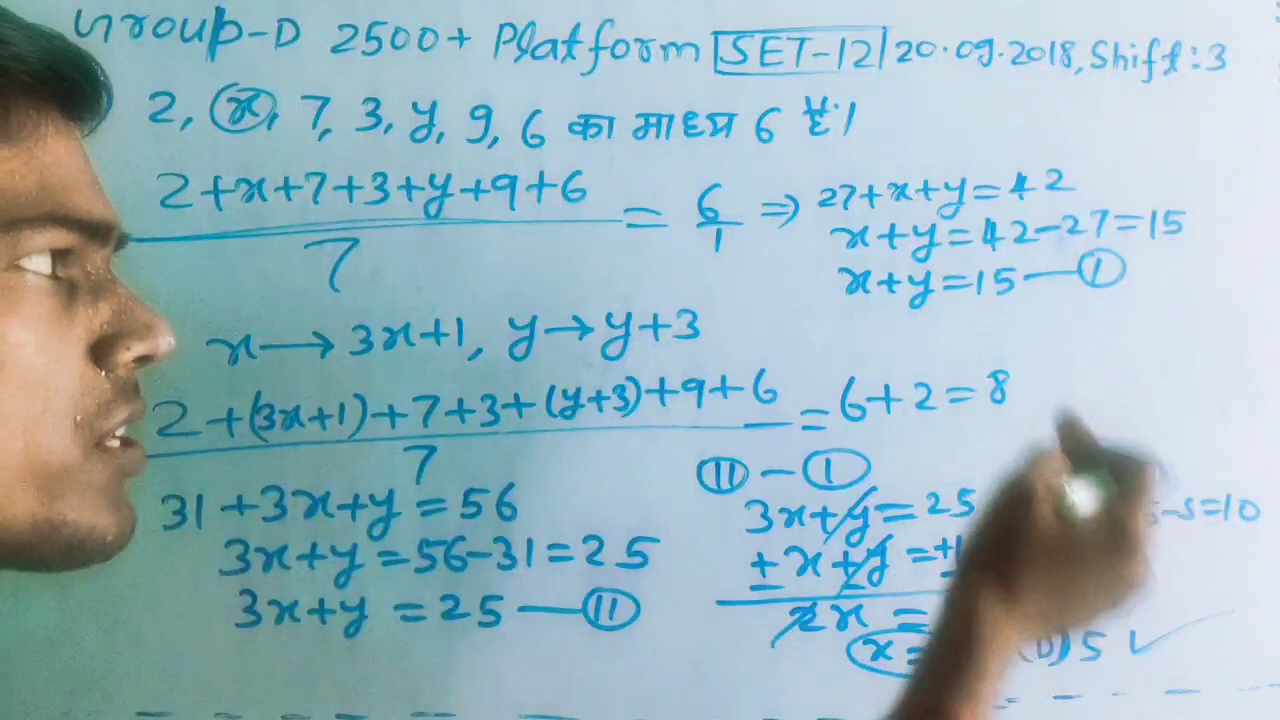 Group-D 2500+ Platform SET-12 20.09.2018, Shift:3
2, x, 7, 3, y, 9, 6 का माध्य 6 है।
2+x+7+3+y+9+6
7
= 6/1 ⇒ 27+x+y=42
x+y=42-27=15
x+y=15 — ①
x → 3x+1, y → y+3
2+(3x+1)+7+3+(y+3)+9+6
7
= 6+2=8
31+3x+y=56
3x+y=56-31=25
3x+y=25 — ⑪
⑪ - ①
3x+y=25
+x+y=+1
2x=
x=
-5=10
(D) 5 ✓